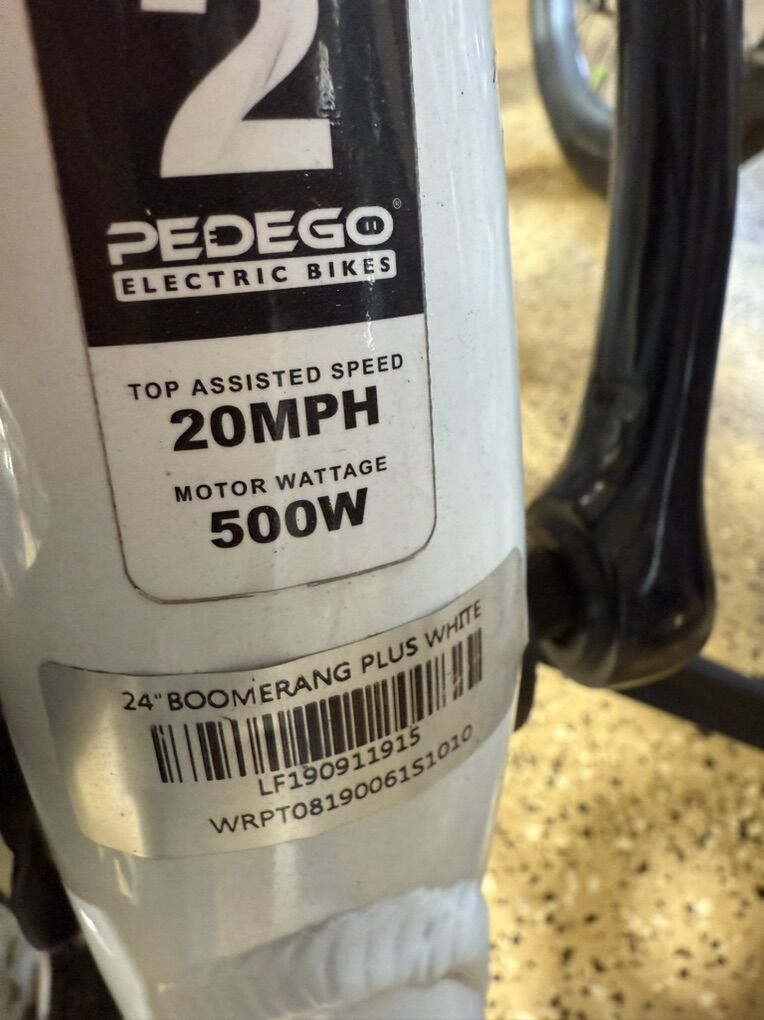 2
PEDEGO®
ELECTRIC BIKES
TOP ASSISTED SPEED
20MPH
MOTOR WATTAGE
500W
24"BOOMERANG PLUS WHITE
LF190911915
WRPT0819006151010